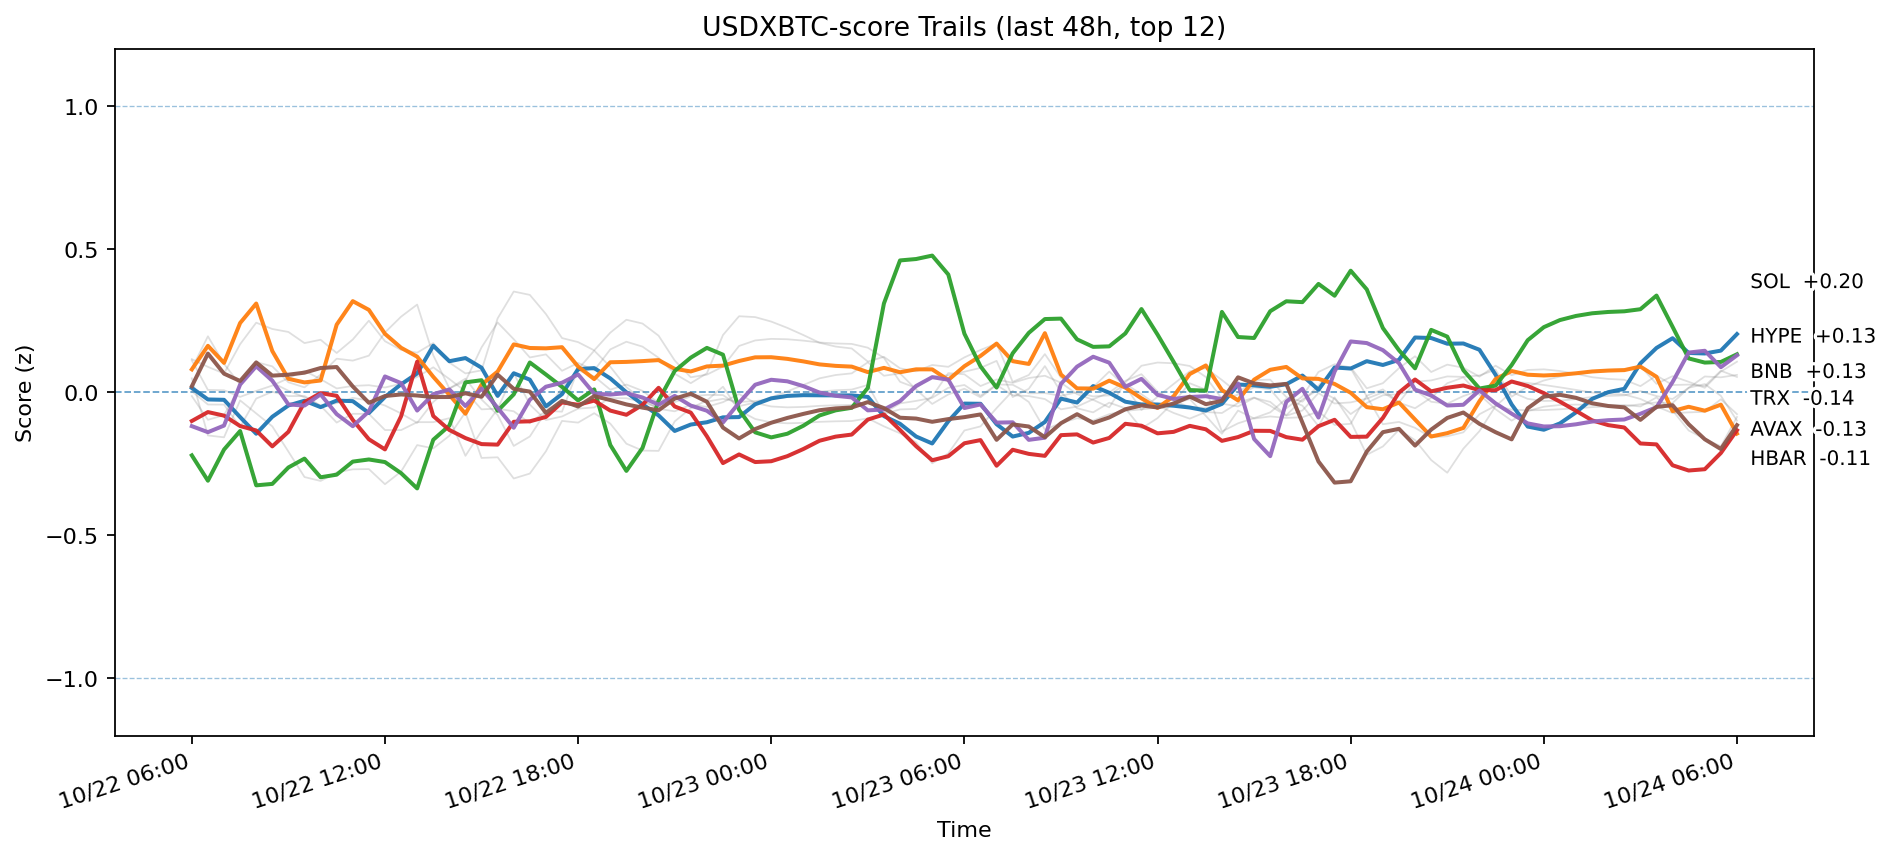 USDXBTC-score Trails (last 48h, top 12)
Score (z)
1.0
0.5
0.0
−0.5
−1.0
SOL +0.20
HYPE +0.13
BNB +0.13
TRX -0.14
AVAX -0.13
HBAR -0.11
10/22 06:00
10/22 12:00
10/22 18:00
10/23 00:00
10/23 06:00
10/23 12:00
10/23 18:00
10/24 00:00
10/24 06:00
Time